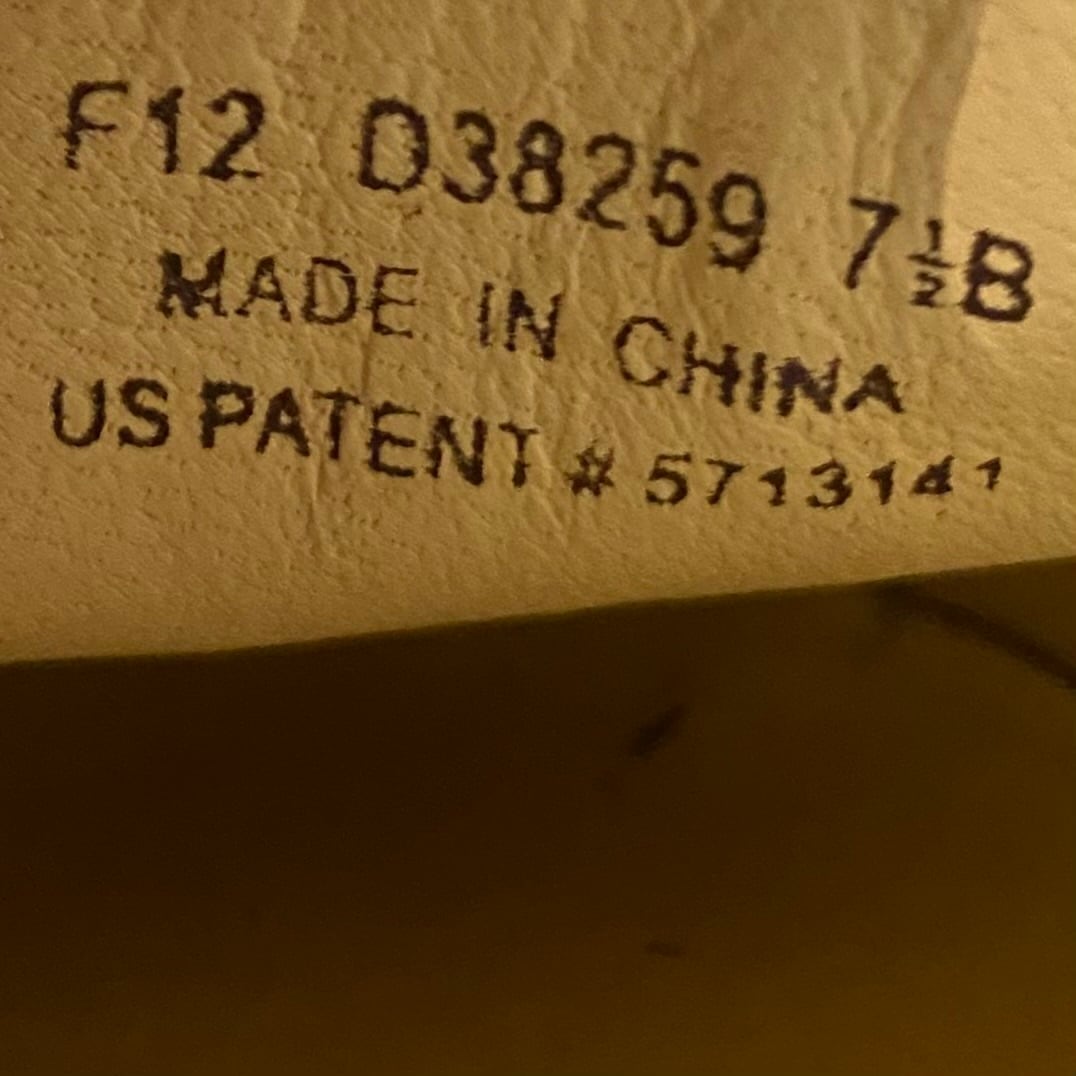 F12 D38259 7½B
MADE IN CHINA
US PATENT # 5713141